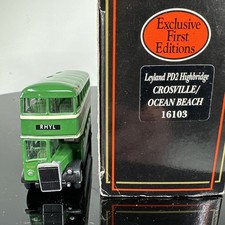 Exclusive
First
Editions
Leyland PD2 Highbridge
CROSVILLE/
OCEAN BEACH
16103
RHYL